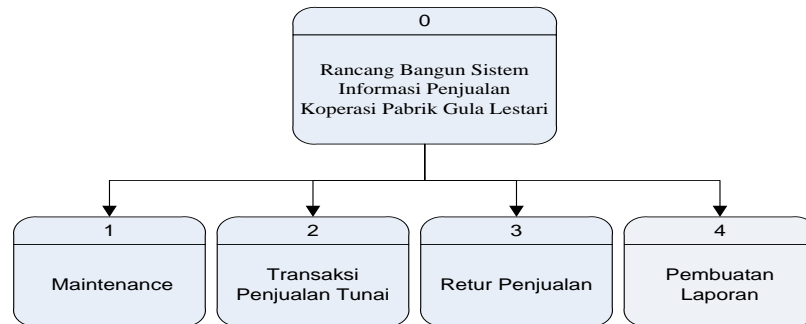 0
Rancang Bangun Sistem
Informasi Penjualan
Koperasi Pabrik Gula Lestari
1
Maintenance
2
Transaksi
Penjualan Tunai
3
Retur Penjualan
4
Pembuatan
Laporan